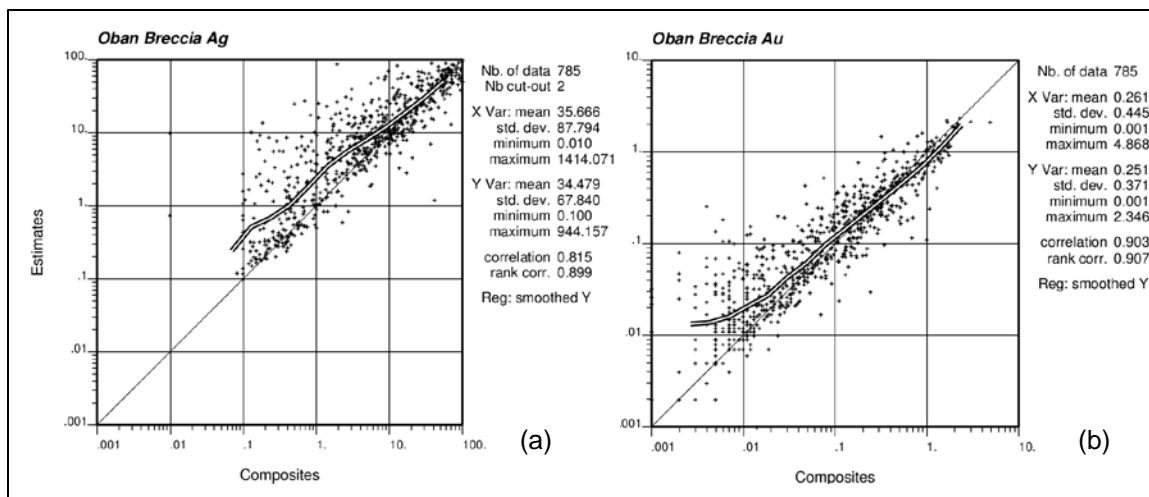 Oban Breccia Ag
100.
10.
1.
.1
.01
.001
.001
.01
.1
1.
10.
100.
Estimates
Composites
Nb. of data 785
Nb cut-out 2
X Var: mean 35.666
std. dev. 87.794
minimum 0.010
maximum 1414.071
Y Var: mean 34.479
std. dev. 67.840
minimum 0.100
maximum 944.157
correlation 0.815
rank corr. 0.899
Reg: smoothed Y
(a)
Oban Breccia Au
10.
1.
.1
.01
.001
.001
.01
.1
1.
10.
Composites
Nb. of data 785
X Var: mean 0.261
std. dev. 0.445
minimum 0.001
maximum 4.868
Y Var: mean 0.251
std. dev. 0.371
minimum 0.001
maximum 2.346
correlation 0.903
rank corr. 0.907
Reg: smoothed Y
(b)